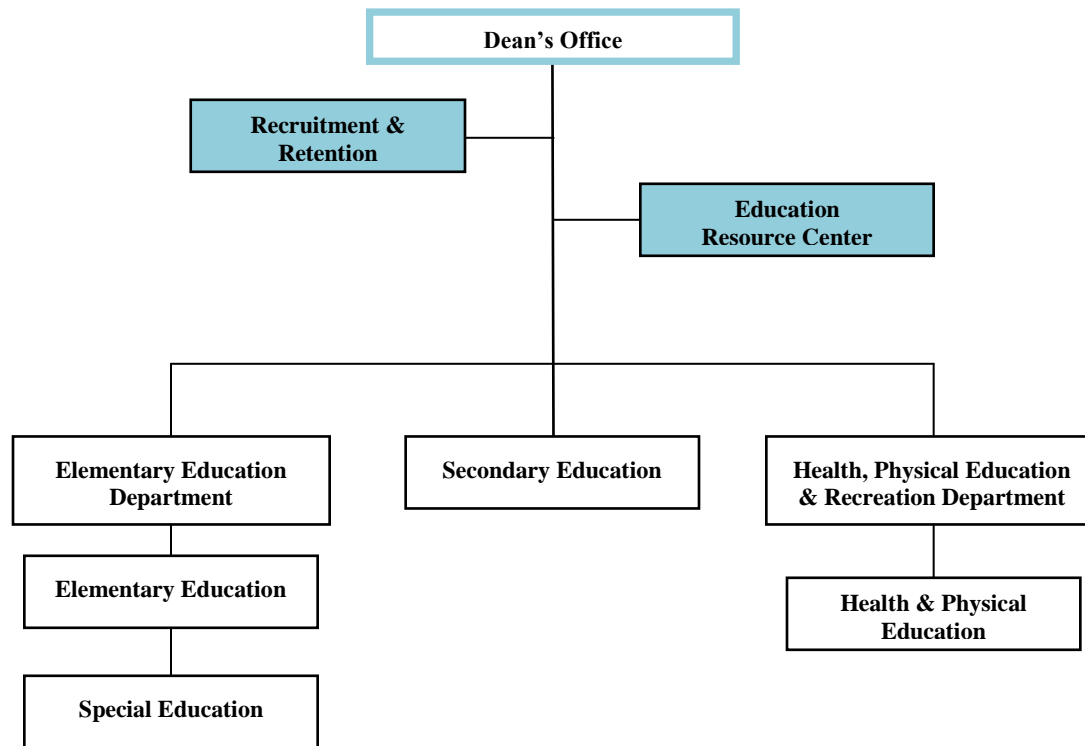 Dean’s Office
Recruitment &
Retention
Education
Resource Center
Elementary Education
Department
Secondary Education
Health, Physical Education
& Recreation Department
Elementary Education
Health & Physical
Education
Special Education